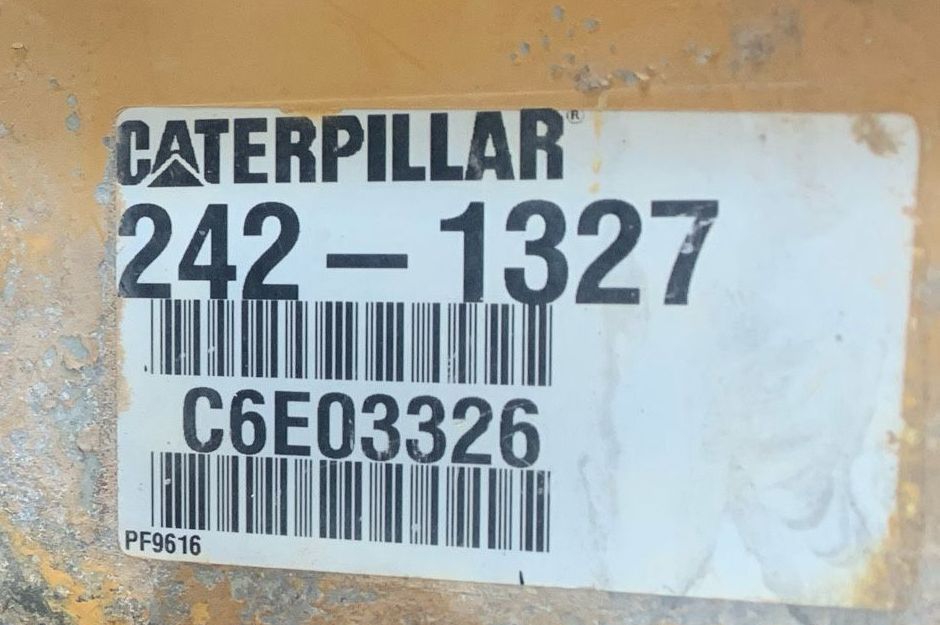 CATERPILLAR®
242-1327
C6E03326
PF9616